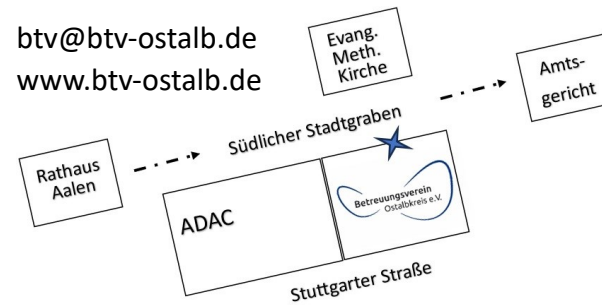 btv@btv-ostalb.de
www.btv-ostalb.de
Evang.
Meth.
Kirche
Amts-
gericht
Südlicher Stadtgraben
Rathaus
Aalen
ADAC
Betreuungsverein
Ostalbkreis e.V.
Stuttgarter Straße